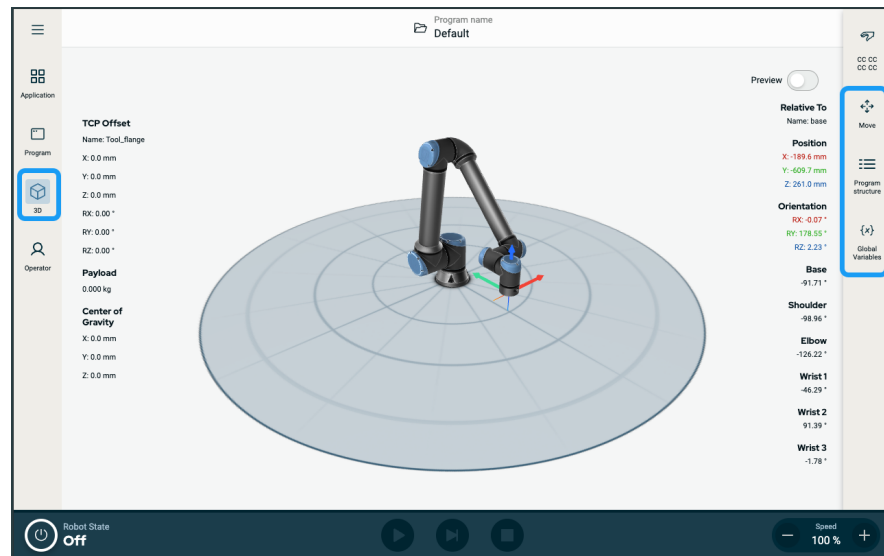 Program name
Default
CC CC
CC CC
Application
Program
3D
Operator
TCP Offset
Name: Tool_flange
X: 0.0 mm
Y: 0.0 mm
Z: 0.0 mm
RX: 0.00 °
RY: 0.00 °
RZ: 0.00 °
Payload
0.000 kg
Center of
Gravity
X: 0.0 mm
Y: 0.0 mm
Z: 0.0 mm
Preview
Relative To
Name: base
Position
X: -189.6 mm
Y: -609.7 mm
Z: 261.0 mm
Orientation
RX: -0.07 °
RY: 178.55 °
RZ: 2.23 °
Base
-91.71 °
Shoulder
-98.96 °
Elbow
-126.22 °
Wrist 1
-46.29 °
Wrist 2
91.39 °
Wrist 3
-1.78 °
Move
Program
structure
{x}
Global
Variables
Robot State
Off
Speed
100 %